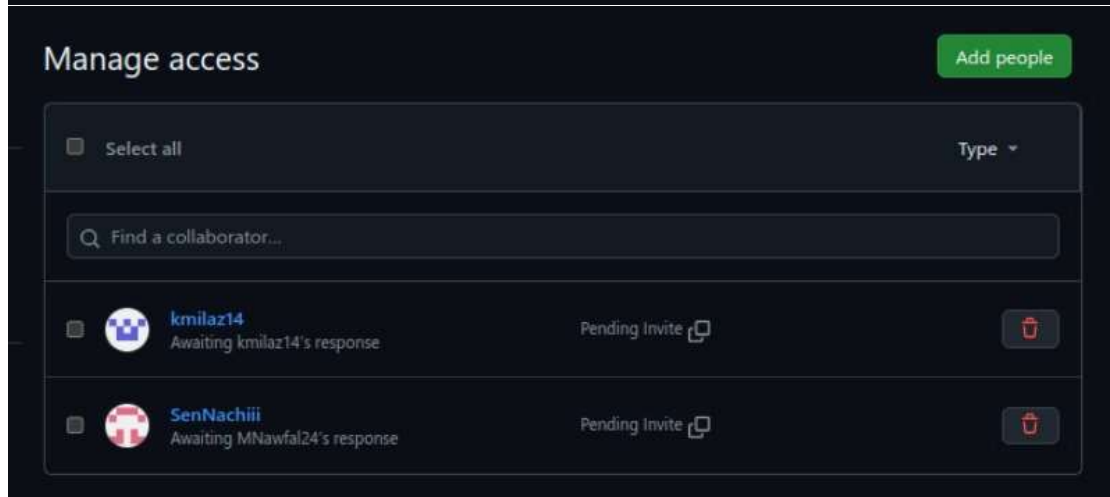 Manage access
Add people
Select all
Type
Find a collaborator...
kmilaz14
Awaiting kmilaz14's response
Pending Invite
SenNachiii
Awaiting MNawfal24's response
Pending Invite